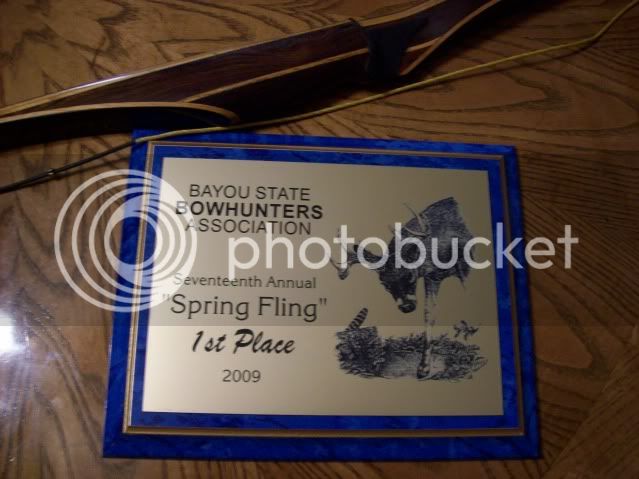 BAYOU STATE
BOWHUNTERS
ASSOCIATION
photobucket
Seventeenth Annual
"Spring Fling"
1st Place
2009